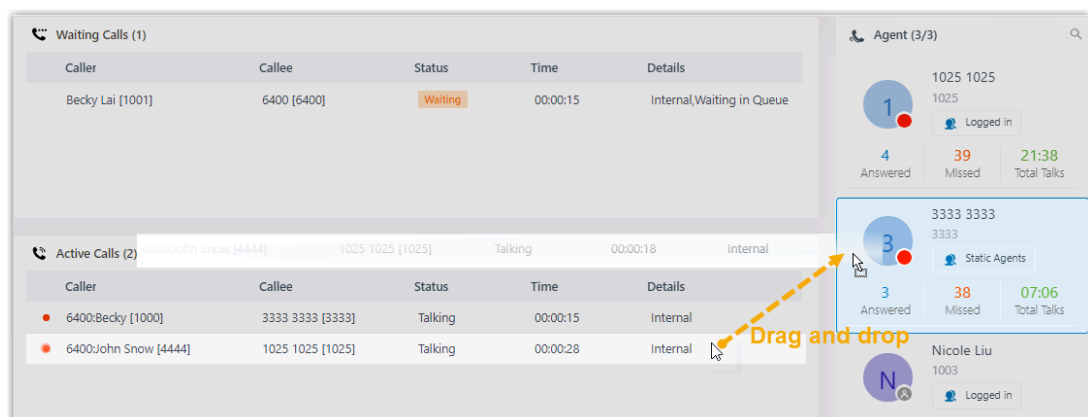 Waiting Calls (1)
Caller Callee Status Time Details
Becky Lai [1001] 6400 [6400] Waiting 00:00:15 Internal,Waiting in Queue
Active Calls (2)
6400:John Snow [4444] 1025 1025 [1025] Talking 00:00:18 Internal
Caller Callee Status Time Details
6400:Becky [1000] 3333 3333 [3333] Talking 00:00:15 Internal
6400:John Snow [4444] 1025 1025 [1025] Talking 00:00:28 Internal
Drag and drop
Agent (3/3)
1
1025 1025
1025
Logged in
4 39 21:38
Answered Missed Total Talks
3
3333 3333
3333
Static Agents
3 38 07:06
Answered Missed Total Talks
N
Nicole Liu
1003
Logged in